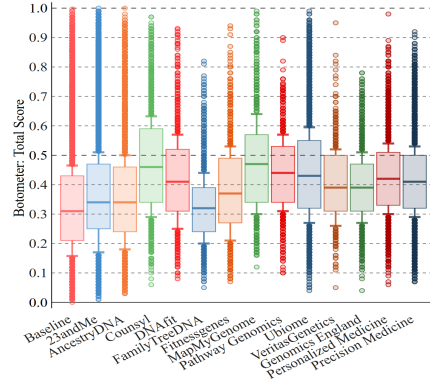 Botometer: Total Score
1.0
0.9
0.8
0.7
0.6
0.5
0.4
0.3
0.2
0.1
0.0
Baseline
23andMe
AncestryDNA
Counsyl
DNAfit
FamilyTreeDNA
Fitnessgenes
MapMyGenome
Pathway Genomics
Ubiome
VeritasGenetics
Genomics England
Personalized Medicine
Precision Medicine